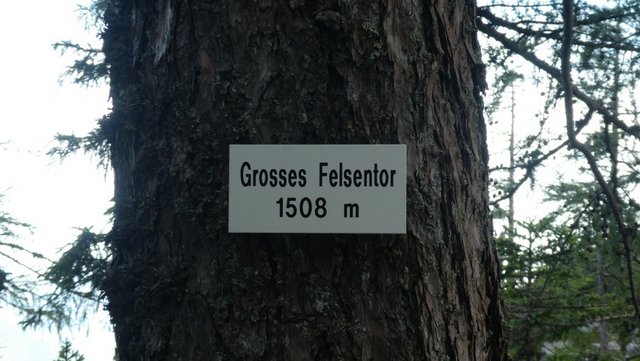 Grosses Felsentor
1508 m